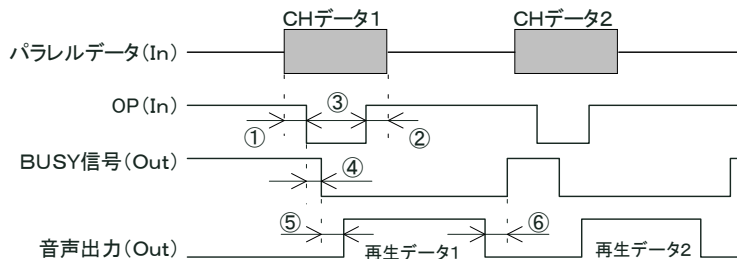 CHデータ1
CHデータ2
パラレルデータ(In)
OP(In)
③
①
②
BUSY信号(Out)
④
⑤
⑥
音声出力(Out)
再生データ1
再生データ2